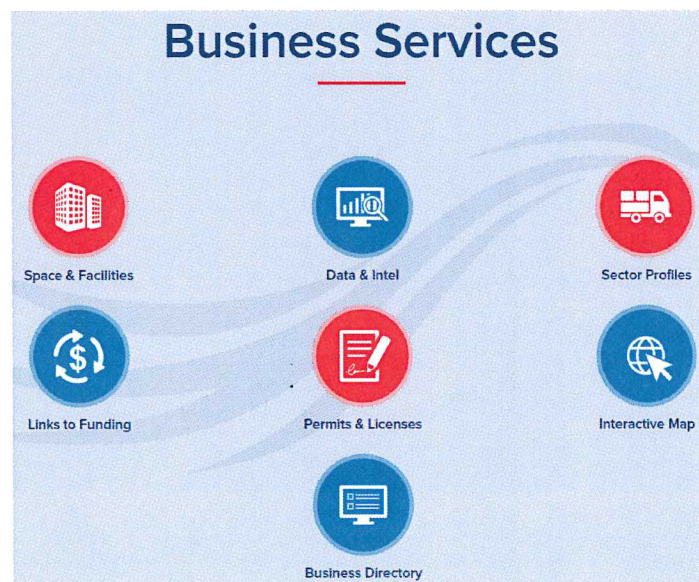 Business Services
Space & Facilities
Data & Intel
Sector Profiles
Links to Funding
Permits & Licenses
Interactive Map
Business Directory